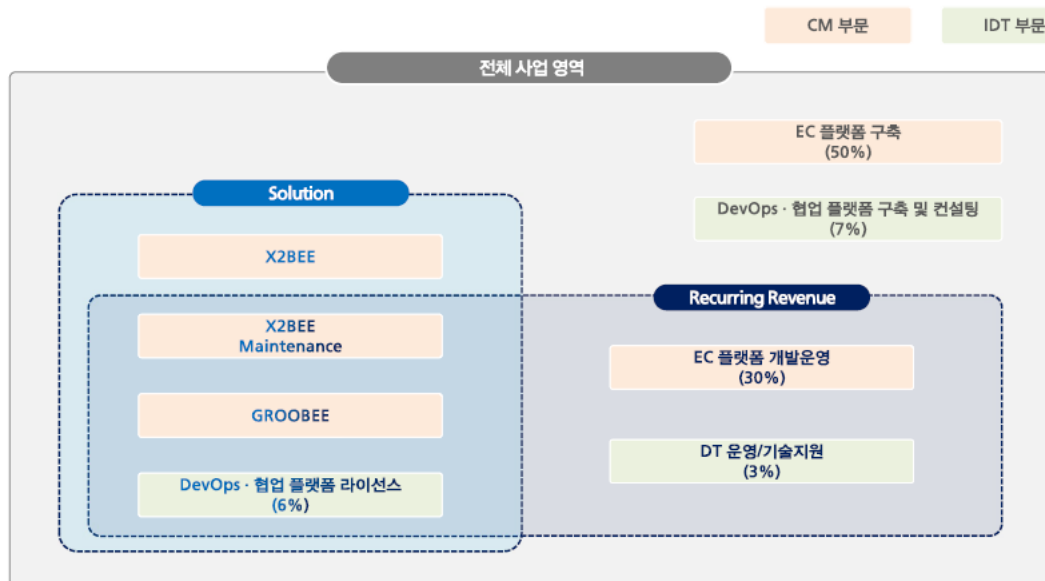 CM 부문
IDT 부문
전체 사업 영역
EC 플랫폼 구축
(50%)
DevOps · 협업 플랫폼 구축 및 컨설팅
(7%)
Solution
X2BEE
Recurring Revenue
X2BEE
Maintenance
EC 플랫폼 개발운영
(30%)
GROOBEE
DT 운영/기술지원
(3%)
DevOps · 협업 플랫폼 라이선스
(6%)